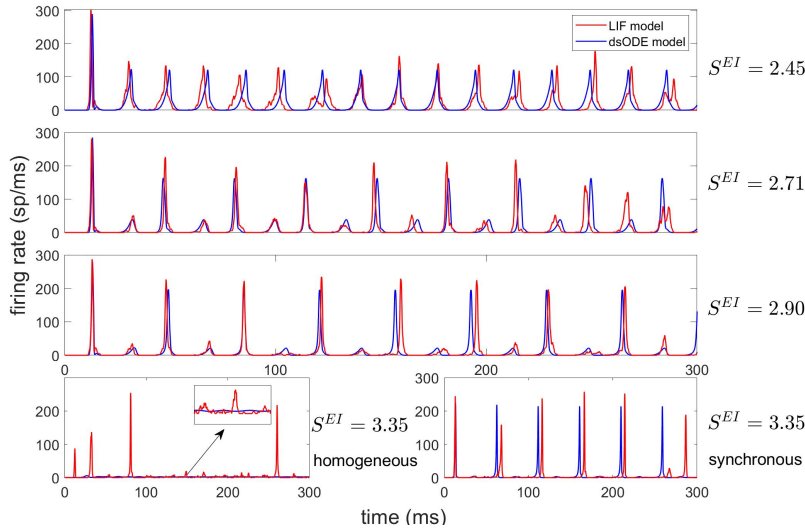 300
200
100
0
LIF model
dsODE model
S^{EI} = 2.45
300
200
100
0
S^{EI} = 2.71
firing rate (sp/ms)
300
200
100
0
100
200
300
S^{EI} = 2.90
200
100
0
0
100
200
300
S^{EI} = 3.35
homogeneous
200
100
0
0
100
200
300
S^{EI} = 3.35
synchronous
time (ms)